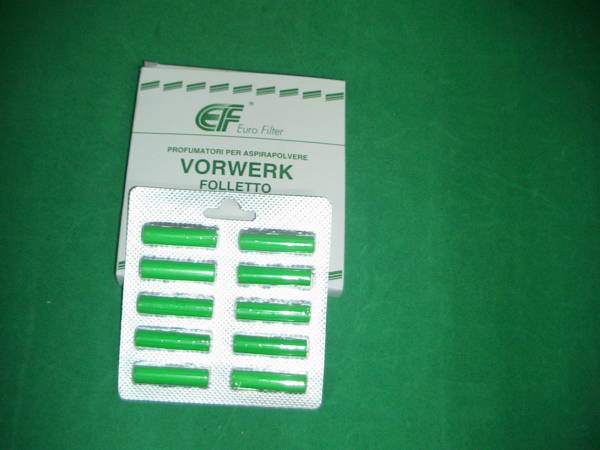 EF ®
Euro Filter
PROFUMATORI PER ASPIRAPOLVERE
VORWERK
FOLLETTO